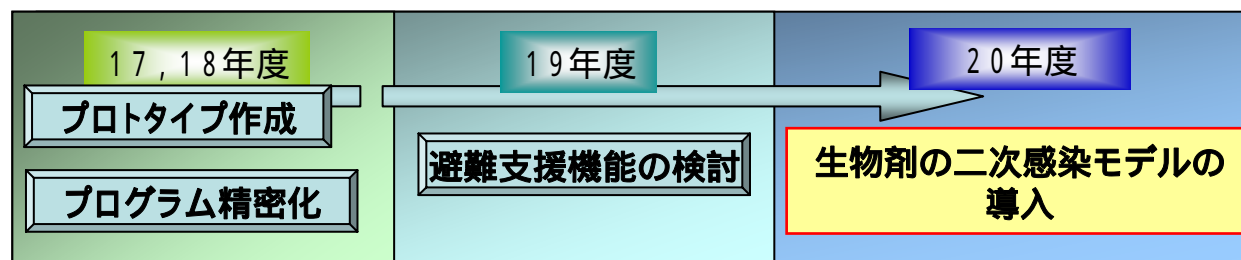 17,18年度
プロトタイプ作成
プログラム精密化
19年度
避難支援機能の検討
20年度
生物剤の二次感染モデルの
導入